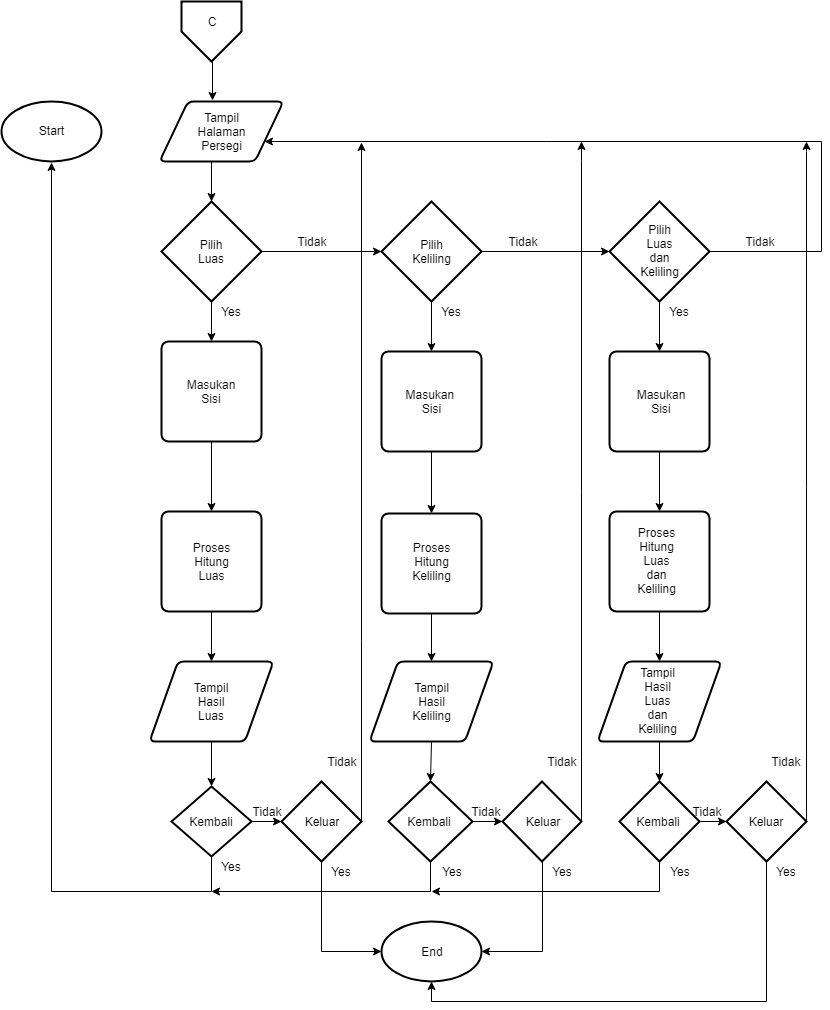 C
Tampil
Halaman
Persegi
Start
Pilih
Luas
Tidak
Pilih
Keliling
Tidak
Pilih
Luas
dan
Keliling
Tidak
Yes
Yes
Yes
Masukan
Sisi
Masukan
Sisi
Masukan
Sisi
Proses
Hitung
Luas
Proses
Hitung
Keliling
Proses
Hitung
Luas
dan
Keliling
Tampil
Hasil
Luas
Tampil
Hasil
Keliling
Tampil
Hasil
Luas
dan
Keliling
Tidak
Tidak
Tidak
Kembali
Tidak
Keluar
Kembali
Tidak
Keluar
Kembali
Tidak
Keluar
Yes
Yes
Yes
Yes
Yes
Yes
End